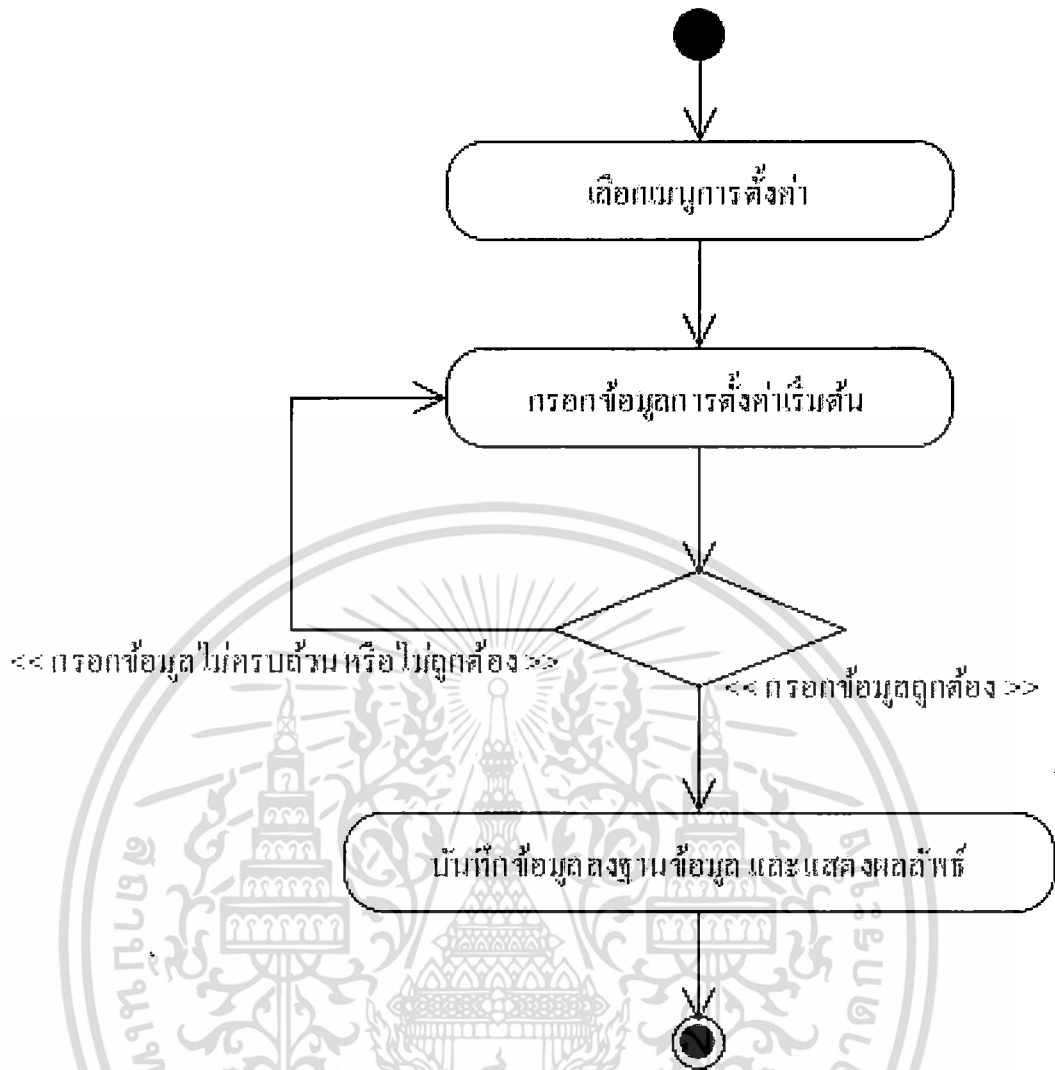 เลือกเมนูการตั้งค่า
กรอกข้อมูลการตั้งค่าเริ่มต้น
<<กรอกข้อมูลไม่ครบถ้วนหรือไม่ถูกต้อง>>
<<กรอกข้อมูลถูกต้อง>>
บันทึกข้อมูลลงฐานข้อมูล และแสดงผลลัพธ์